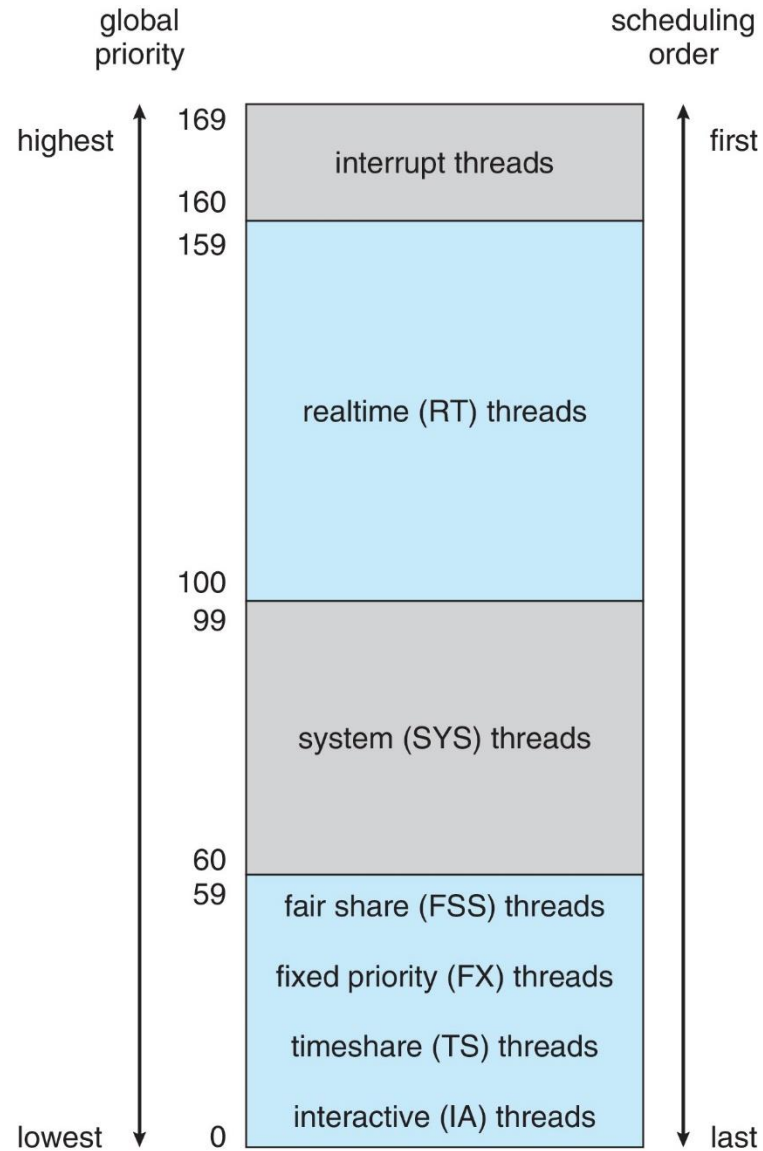 global
priority
scheduling
order
highest
169
first
interrupt threads
160
159
realtime (RT) threads
100
99
system (SYS) threads
60
59
fair share (FSS) threads
fixed priority (FX) threads
timeshare (TS) threads
interactive (IA) threads
lowest
0
last